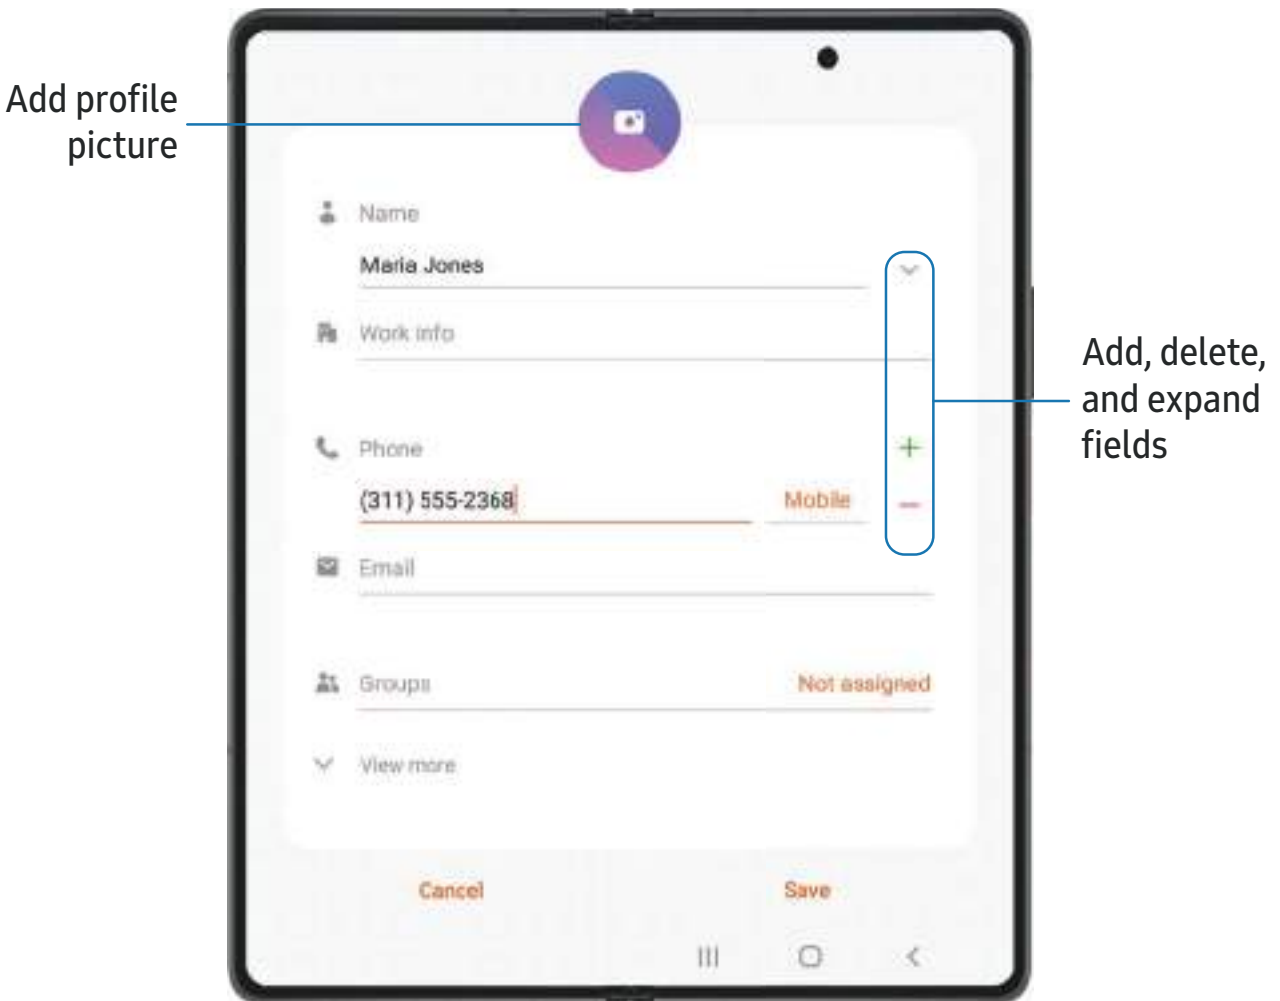 Add profile
picture
Name
Maria Jones
Work info
Add, delete,
and expand
fields
Phone
(311) 555-2368
Mobile
Email
Groups
Not assigned
View more
Cancel
Save